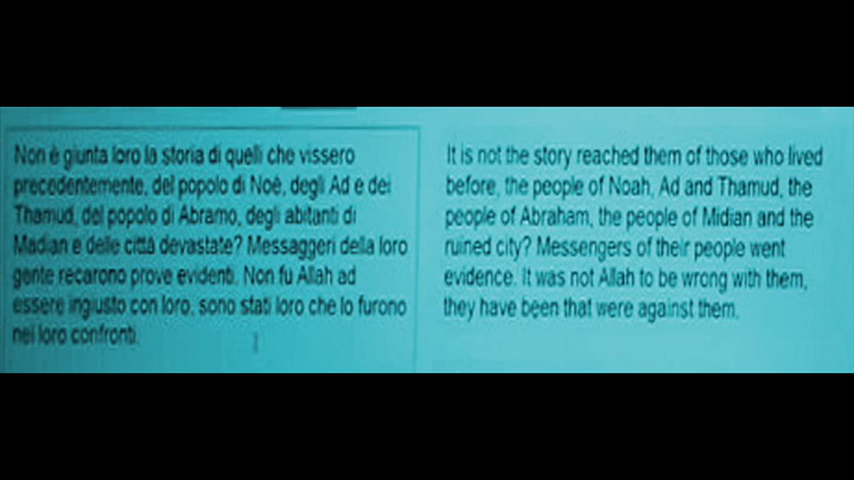 Non è giunta loro la storia di quelli che vissero
precedentemente, del popolo di Noè, degli Ad e dei
Thamud, del popolo di Abramo, degli abitanti di
Madian e delle città devastate? Messaggeri della loro
gente recarono prove evidenti. Non fu Allah ad
essere ingiusto con loro, sono stati loro che lo furono
nei loro confronti.
It is not the story reached them of those who lived
before, the people of Noah, Ad and Thamud, the
people of Abraham, the people of Midian and the
ruined city? Messengers of their people went
evidence. It was not Allah to be wrong with them,
they have been that were against them.